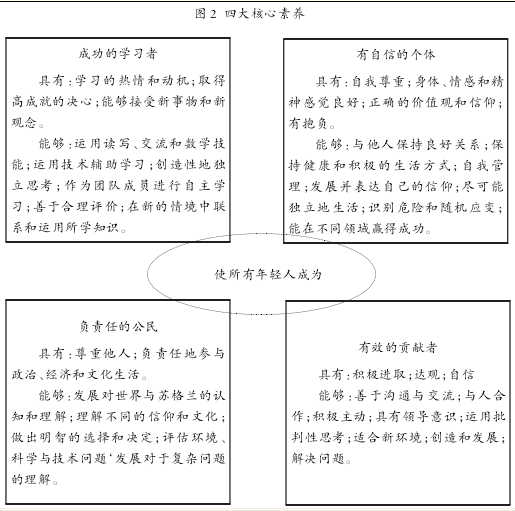 图2 四大核心素养
成功的学习者
具有:学习的热情和动机;取得
高成就的决心;能够接受新事物和新
观念。
能够:运用读写、交流和数学技
能;运用技术辅助学习;创造性地独
立思考;作为团队成员进行自主学
习;善于合理评价;在新的情境中联
系和运用所学知识。
有自信的个体
具有:自我尊重;身体、情感和精
神感觉良好;正确的价值观和信仰;
有抱负。
能够:与他人保持良好关系;保
持健康和积极的生活方式;自我管
理;发展并表达自己的信仰;尽可能
独立地生活;识别危险和随机应变;
能在不同领域赢得成功。
使所有年轻人成为
负责任的公民
具有:尊重他人;负责任地参与
政治、经济和文化生活。
能够:发展对世界与苏格兰的认
知和理解;理解不同的信仰和文化;
做出明智的选择和决定;评估环境、
科学与技术问题‘发展对于复杂问题
的理解。
有效的贡献者
具有:积极进取;达观;自信
能够:善于沟通与交流;与人合
作;积极主动;具有领导意识;运用批
判性思考;适合新环境;创造和发展;
解决问题。